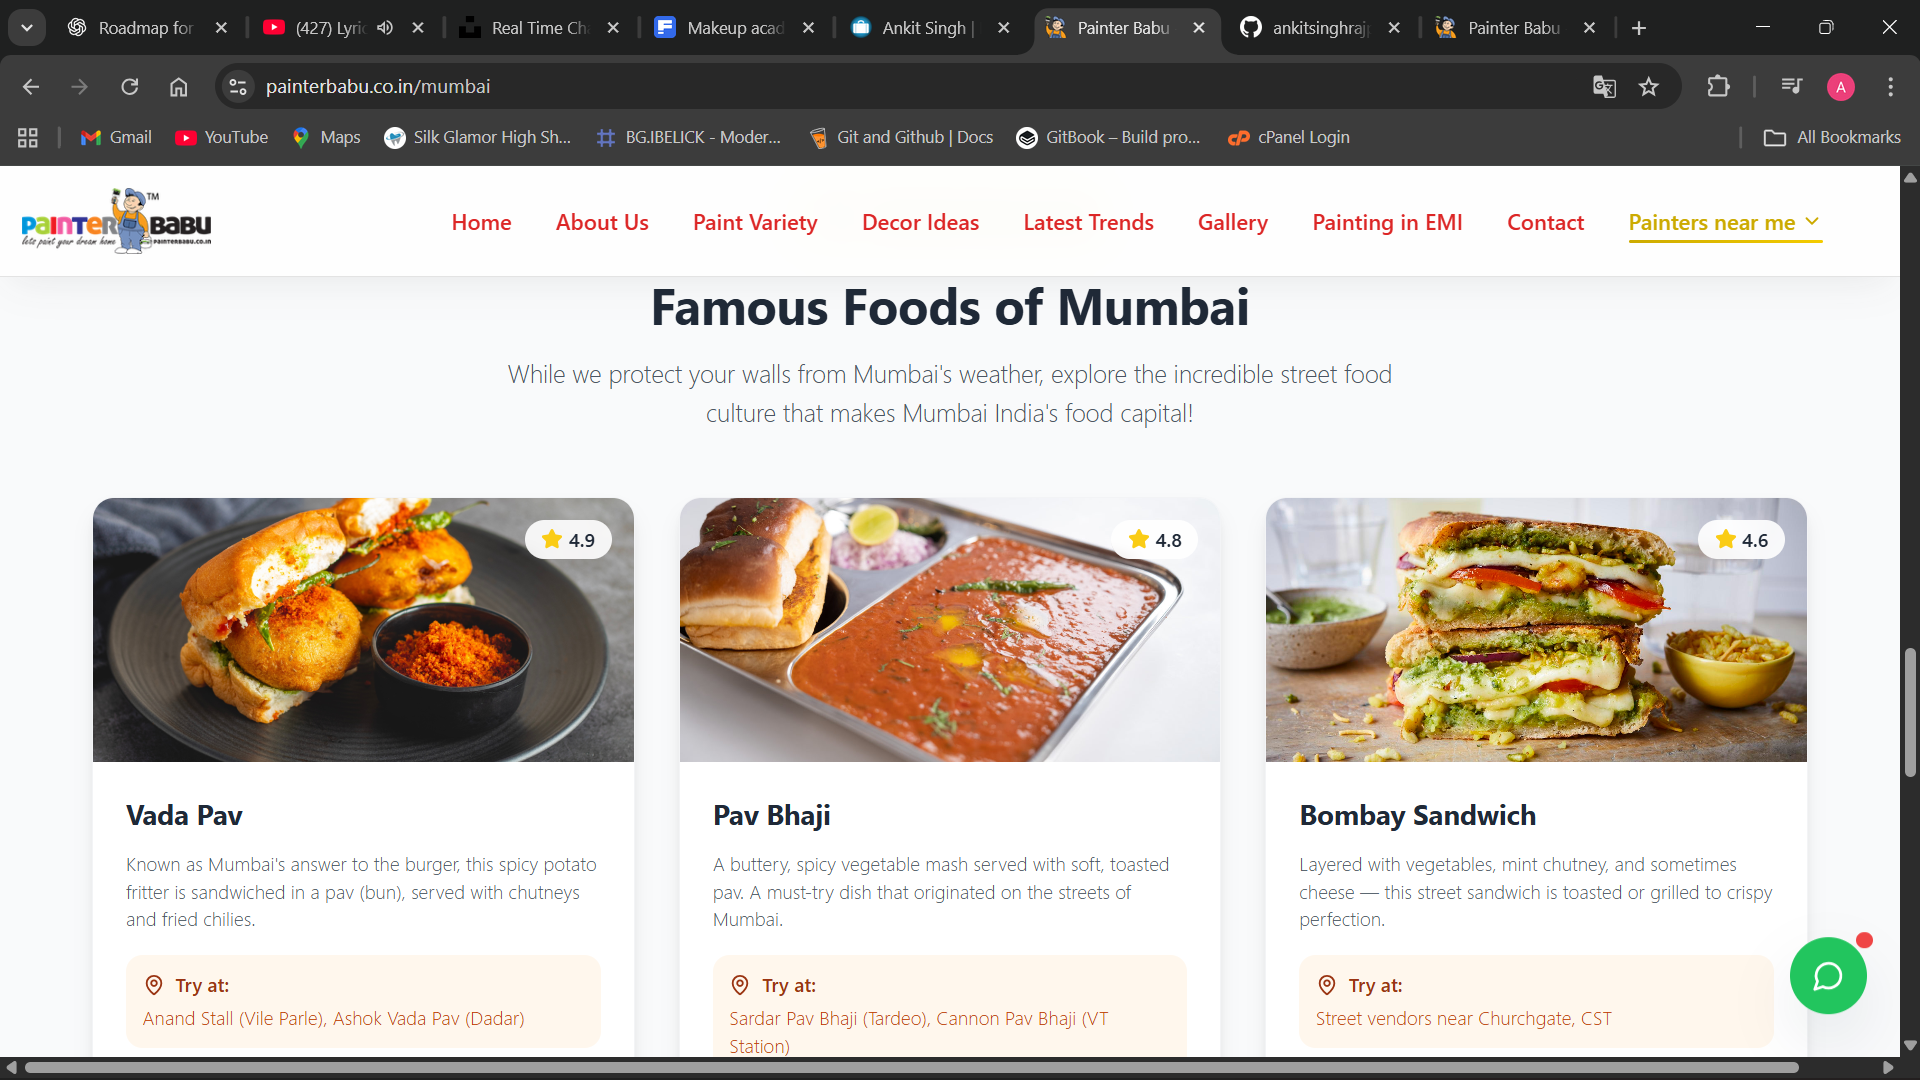 Roadmap for
(427) Lyric
Real Time Ch
Makeup acad
Ankit Singh |
Painter Babu
ankitsinghraj
Painter Babu
painterbabu.co.in/mumbai
A
Gmail
YouTube
Maps
Silk Glamor High Sh...
BG.IBELICK - Moder...
Git and Github | Docs
GitBook – Build pro...
cPanel Login
All Bookmarks
PAINTER BABU TM
lets paint your dream home PAINTERBABU.CO.IN
Home
About Us
Paint Variety
Decor Ideas
Latest Trends
Gallery
Painting in EMI
Contact
Painters near me
Famous Foods of Mumbai
While we protect your walls from Mumbai's weather, explore the incredible street food
culture that makes Mumbai India's food capital!
4.9
Vada Pav
Known as Mumbai's answer to the burger, this spicy potato
fritter is sandwiched in a pav (bun), served with chutneys
and fried chilies.
Try at:
Anand Stall (Vile Parle), Ashok Vada Pav (Dadar)
4.8
Pav Bhaji
A buttery, spicy vegetable mash served with soft, toasted
pav. A must-try dish that originated on the streets of
Mumbai.
Try at:
Sardar Pav Bhaji (Tardeo), Cannon Pav Bhaji (VT
Station)
4.6
Bombay Sandwich
Layered with vegetables, mint chutney, and sometimes
cheese — this street sandwich is toasted or grilled to crispy
perfection.
Try at:
Street vendors near Churchgate, CST